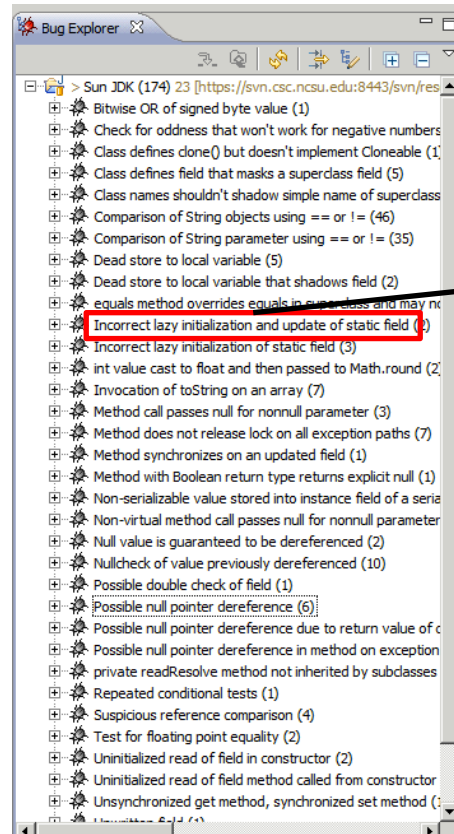 Bug Explorer
> Sun JDK (174) 23 [https://svn.csc.ncsu.edu:8443/svn/res
Bitwise OR of signed byte value (1)
Check for oddness that won't work for negative numbers
Class defines clone() but doesn't implement Cloneable (1)
Class defines field that masks a superclass field (5)
Class names shouldn't shadow simple name of superclass
Comparison of String objects using == or != (46)
Comparison of String parameter using == or != (35)
Dead store to local variable (5)
Dead store to local variable that shadows field (2)
equals method overrides equals in superclass and may no
Incorrect lazy initialization and update of static field (2)
Incorrect lazy initialization of static field (3)
int value cast to float and then passed to Math.round (2)
Invocation of toString on an array (7)
Method call passes null for nonnull parameter (3)
Method does not release lock on all exception paths (7)
Method synchronizes on an updated field (1)
Method with Boolean return type returns explicit null (1)
Non-serializable value stored into instance field of a seria
Non-virtual method call passes null for nonnull parameter
Null value is guaranteed to be dereferenced (2)
Nullcheck of value previously dereferenced (10)
Possible double check of field (1)
Possible null pointer dereference (6)
Possible null pointer dereference due to return value of c
Possible null pointer dereference in method on exception
private readResolve method not inherited by subclasses
Repeated conditional tests (1)
Suspicious reference comparison (4)
Test for floating point equality (2)
Uninitialized read of field in constructor (2)
Uninitialized read of field method called from constructor
Unsynchronized get method, synchronized set method (1
Unwritten field (1)